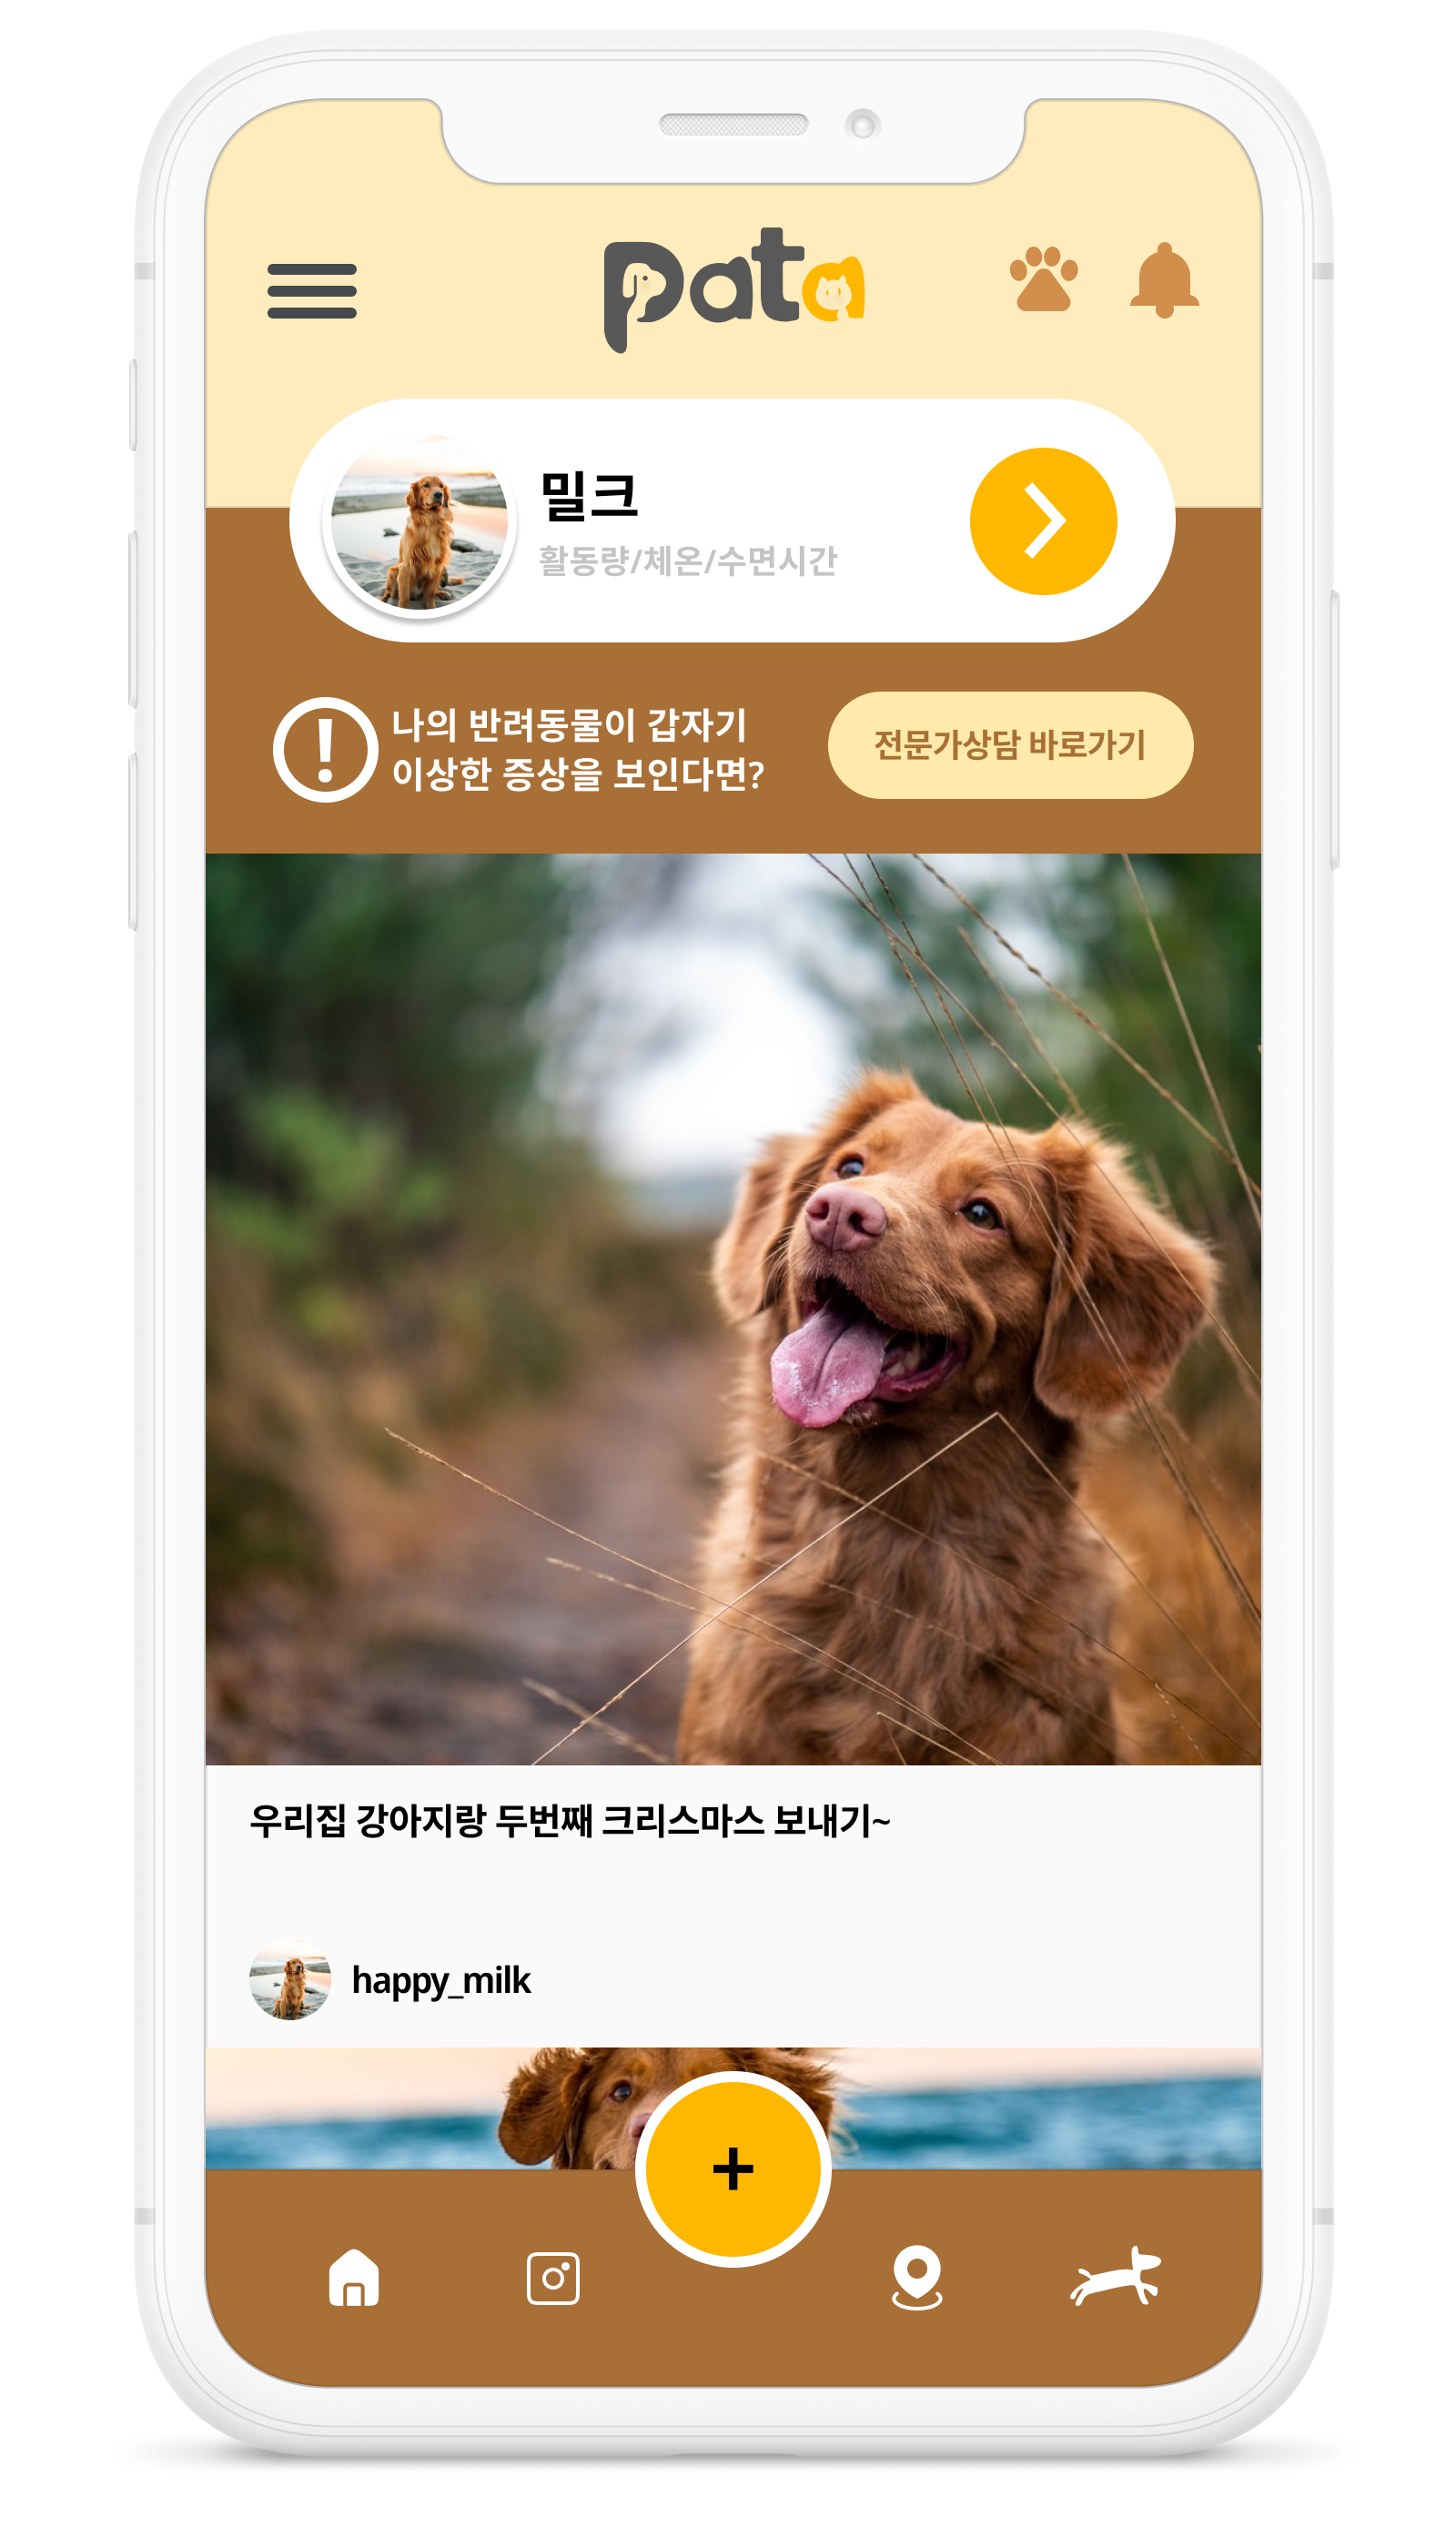 pata
밀크
활동량/체온/수면시간
나의 반려동물이 갑자기
이상한 증상을 보인다면?
전문가상담 바로가기
우리집 강아지랑 두번째 크리스마스 보내기~
happy_milk
+